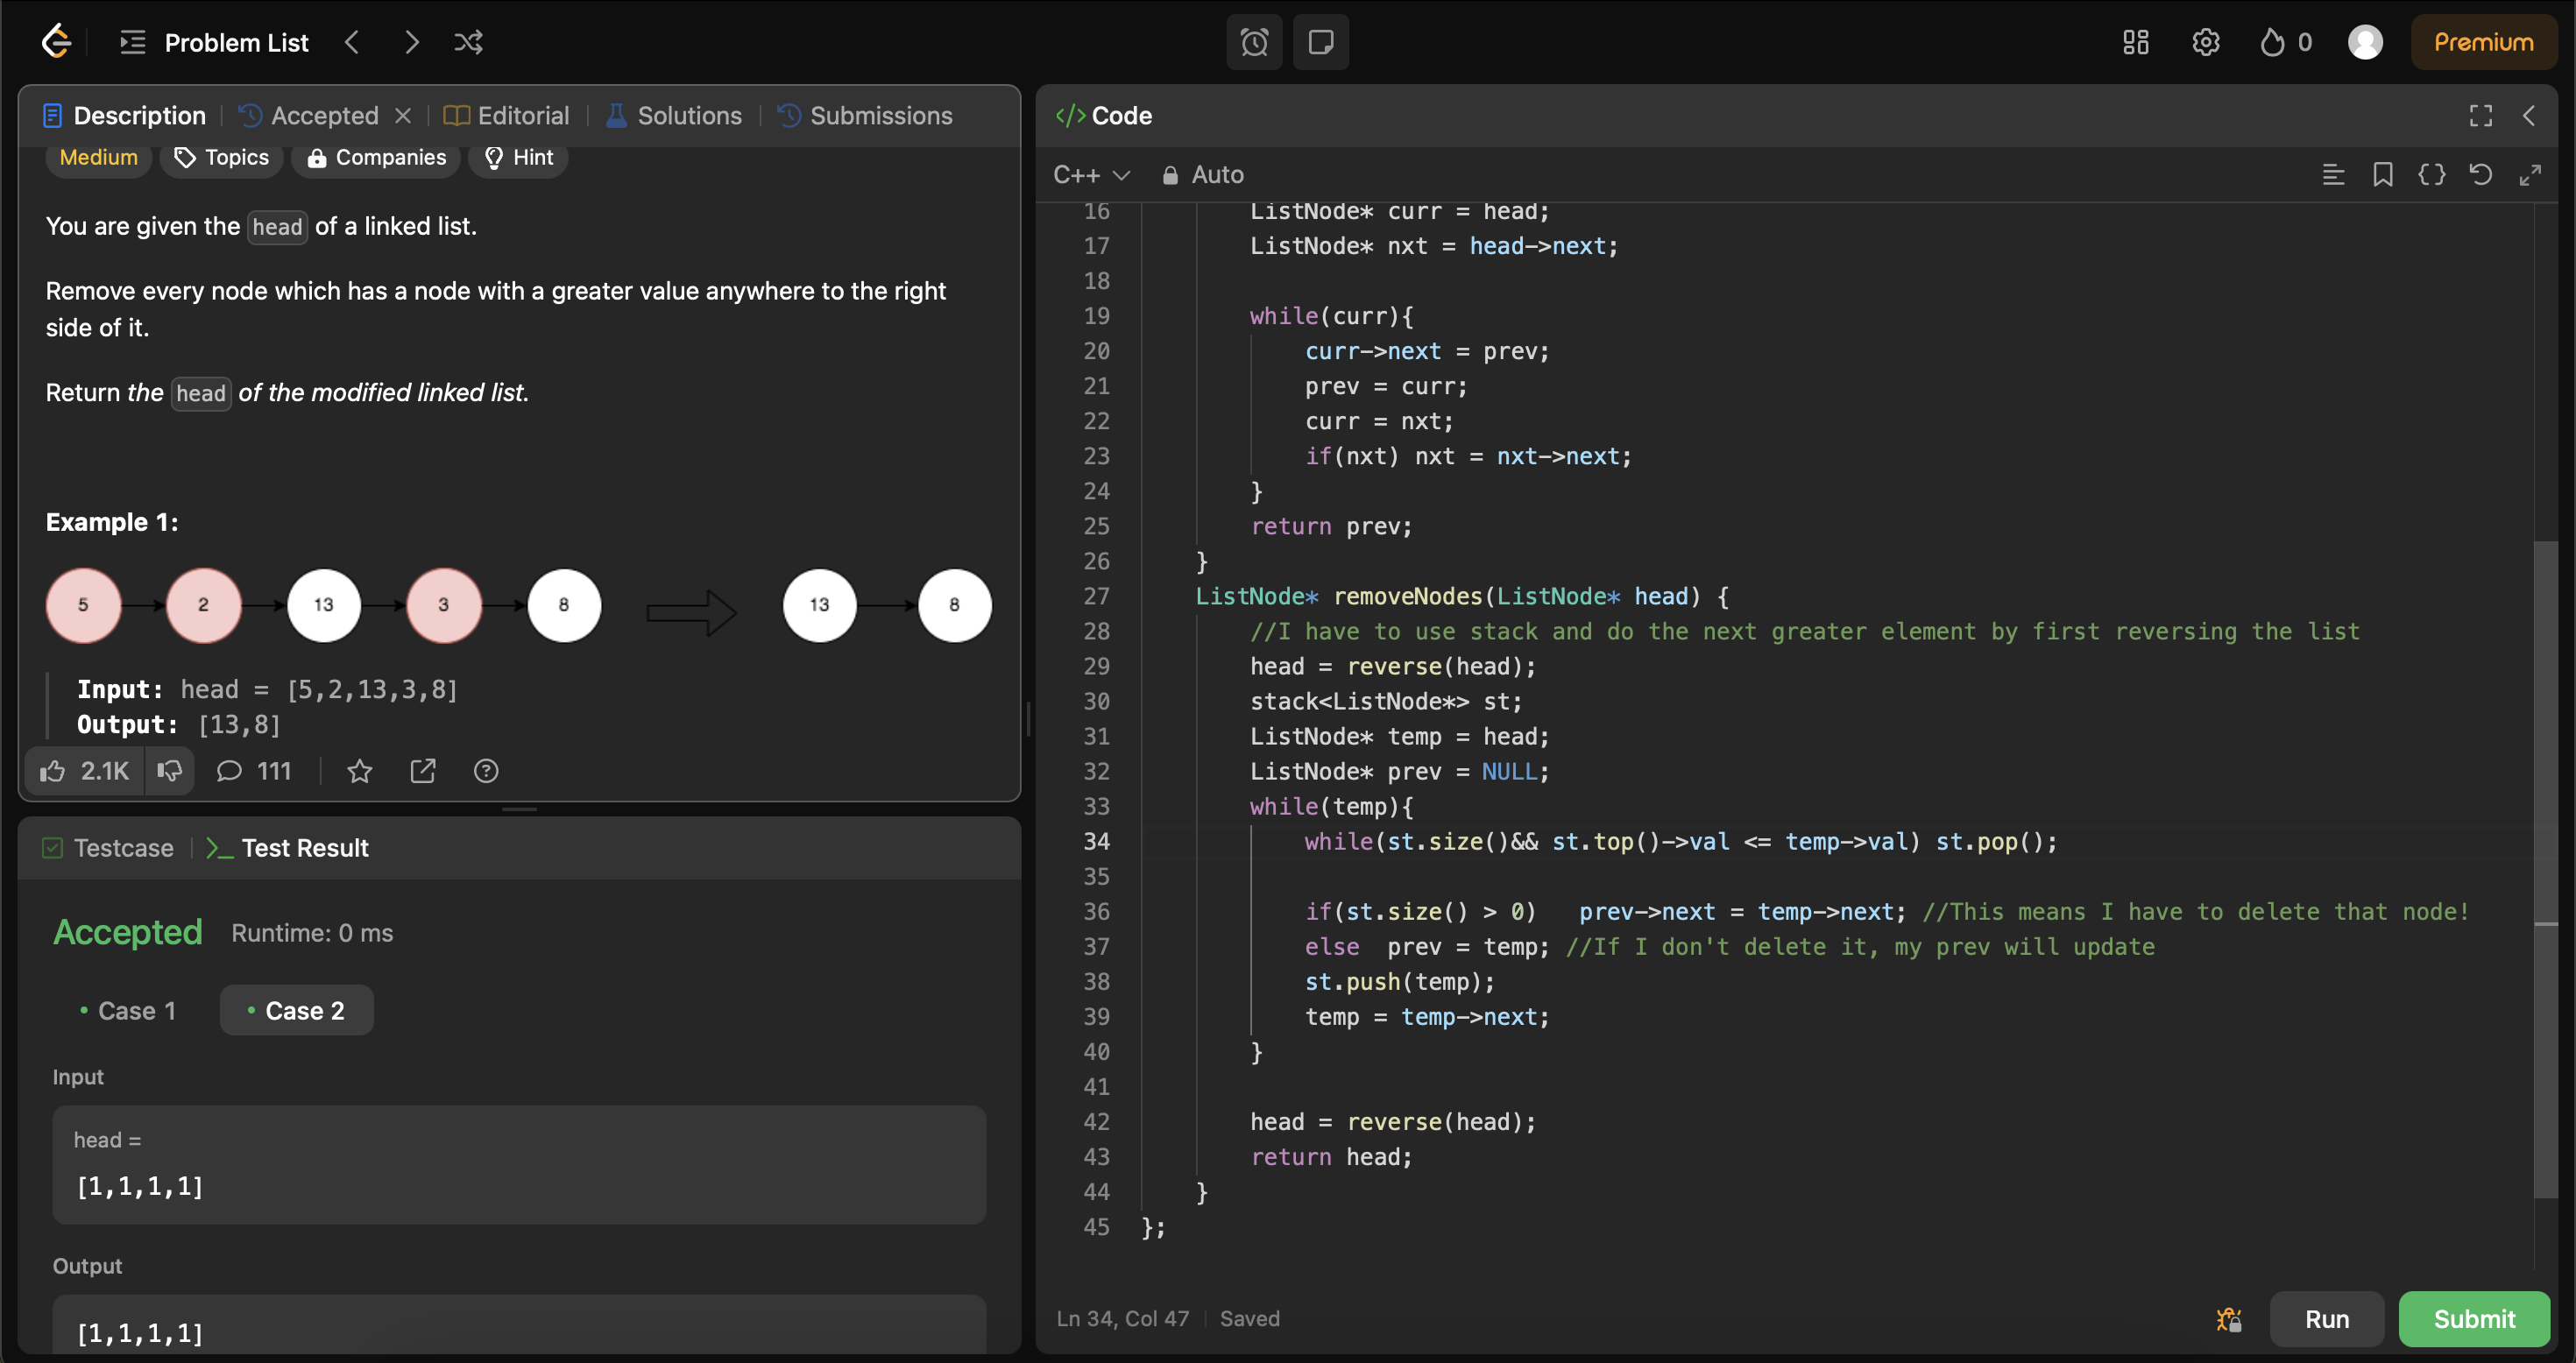 Problem List
0
Premium
Description
Accepted
Editorial
Solutions
Submissions
Medium
Topics
Companies
Hint
You are given the head of a linked list.
Remove every node which has a node with a greater value anywhere to the right
side of it.
Return the head of the modified linked list.
Example 1:
5 2 13 3 8 13 8
Input: head = [5,2,13,3,8]
Output: [13,8]
2.1K
111
Testcase
>_ Test Result
Accepted Runtime: 0 ms
• Case 1 • Case 2
Input
head =
[1,1,1,1]
Output
[1,1,1,1]
</> Code
C++ Auto
16 ListNode* curr = head;
17 ListNode* nxt = head->next;
18
19 while(curr){
20 curr->next = prev;
21 prev = curr;
22 curr = nxt;
23 if(nxt) nxt = nxt->next;
24 }
25 return prev;
26 }
27 ListNode* removeNodes(ListNode* head) {
28 //I have to use stack and do the next greater element by first reversing the list
29 head = reverse(head);
30 stack<ListNode*> st;
31 ListNode* temp = head;
32 ListNode* prev = NULL;
33 while(temp){
34 while(st.size()&& st.top()->val <= temp->val) st.pop();
35
36 if(st.size() > 0)   prev->next = temp->next; //This means I have to delete that node!
37 else  prev = temp; //If I don't delete it, my prev will update
38 st.push(temp);
39 temp = temp->next;
40 }
41
42 head = reverse(head);
43 return head;
44 }
45 };
Ln 34, Col 47 Saved
Run
Submit